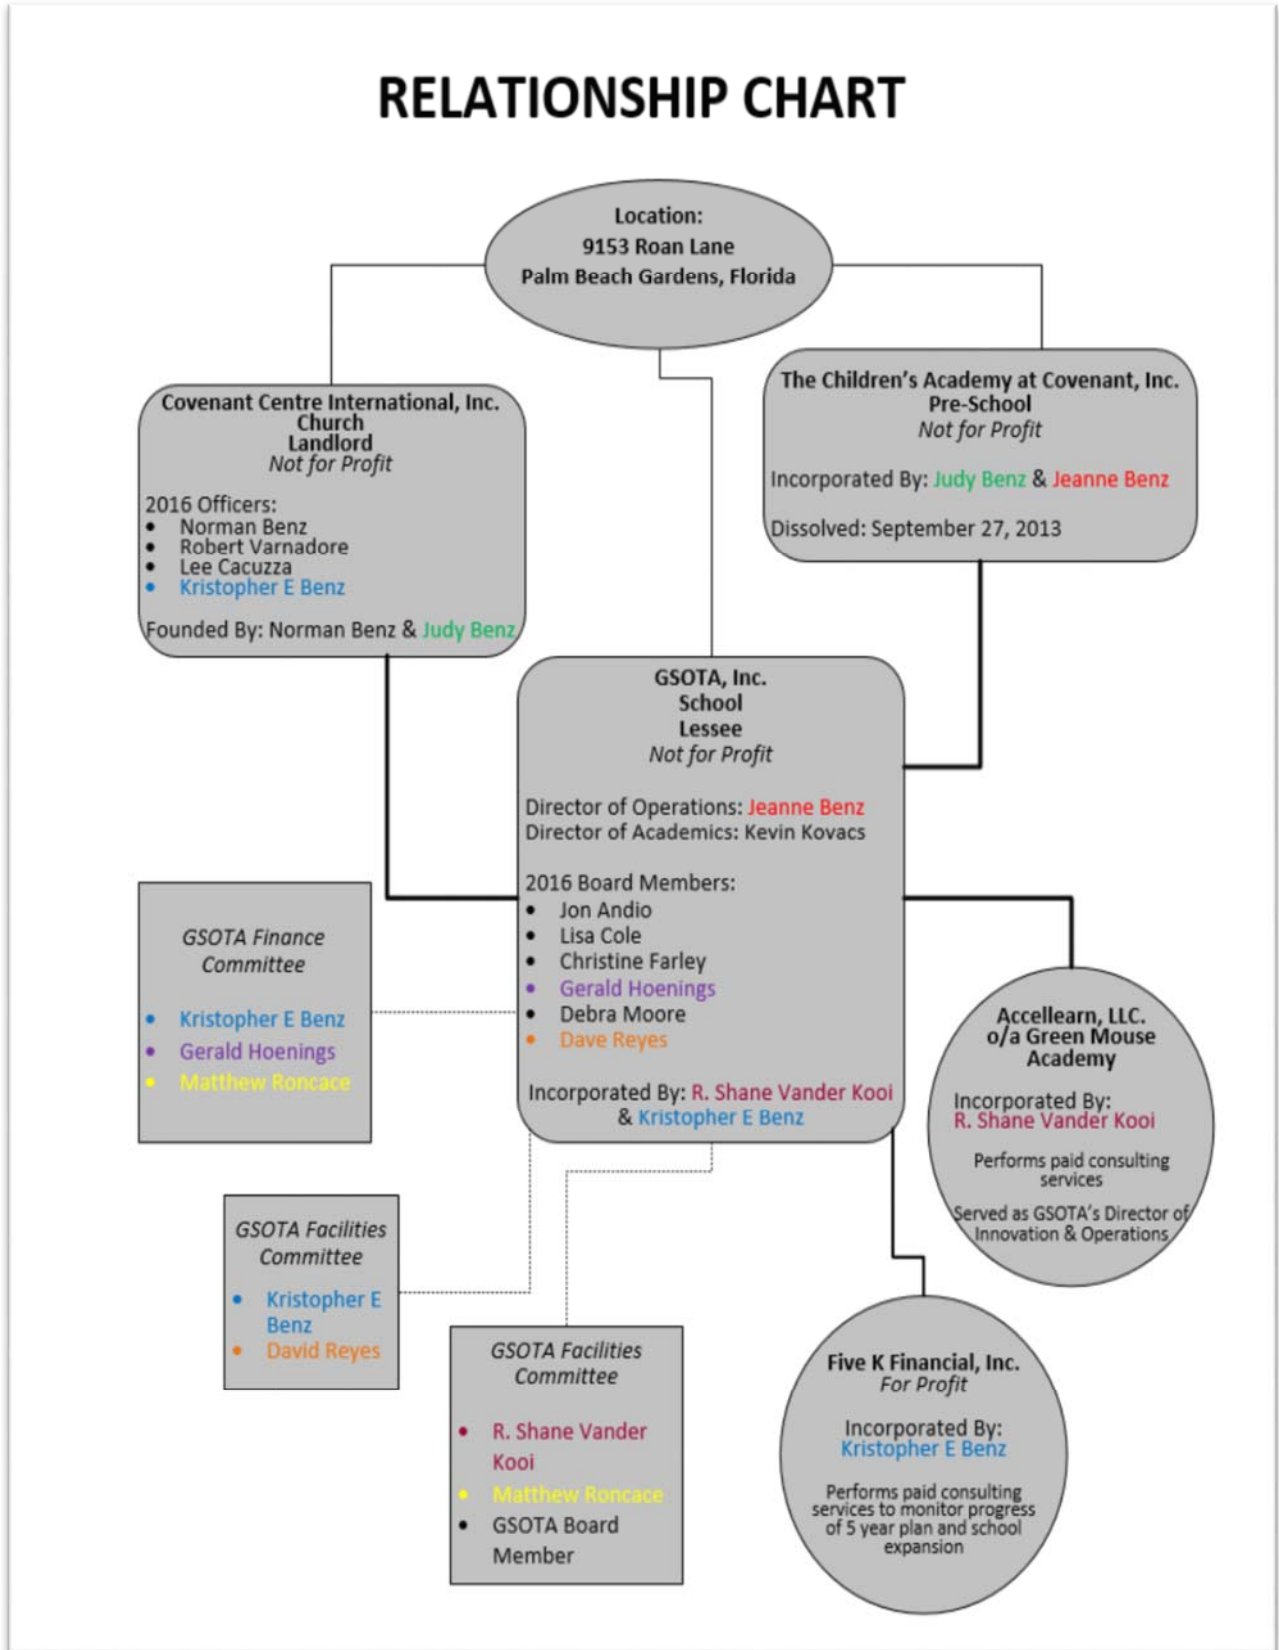 RELATIONSHIP CHART
Location:
9153 Roan Lane
Palm Beach Gardens, Florida
Covenant Centre International, Inc.
Church
Landlord
Not for Profit
2016 Officers:
• Norman Benz
• Robert Varnadore
• Lee Cacuzza
• Kristopher E Benz
Founded By: Norman Benz & Judy Benz
The Children's Academy at Covenant, Inc.
Pre-School
Not for Profit
Incorporated By: Judy Benz & Jeanne Benz
Dissolved: September 27, 2013
GSOTA, Inc.
School
Lessee
Not for Profit
Director of Operations: Jeanne Benz
Director of Academics: Kevin Kovacs
2016 Board Members:
• Jon Andio
• Lisa Cole
• Christine Farley
• Gerald Hoenings
• Debra Moore
• Dave Reyes
Incorporated By: R. Shane Vander Kooi
& Kristopher E Benz
GSOTA Finance
Committee
• Kristopher E Benz
• Gerald Hoenings
• Matthew Roncace
Accellearn, LLC.
o/a Green Mouse
Academy
Incorporated By:
R. Shane Vander Kooi
Performs paid consulting
services
Served as GSOTA's Director of
Innovation & Operations
GSOTA Facilities
Committee
• Kristopher E
Benz
• David Reyes
GSOTA Facilities
Committee
• R. Shane Vander
Kooi
• Matthew Roncace
• GSOTA Board
Member
Five K Financial, Inc.
For Profit
Incorporated By:
Kristopher E Benz
Performs paid consulting
services to monitor progress
of 5 year plan and school
expansion